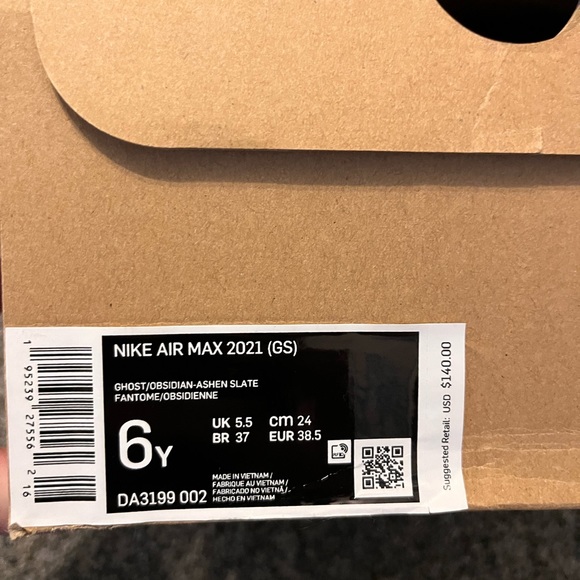 NIKE AIR MAX 2021 (GS)
GHOST/OBSIDIAN-ASHEN SLATE
FANTOME/OBSIDIENNE
6Y
UK 5.5 cm 24
BR 37 EUR 38.5
DA3199 002
MADE IN VIETNAM/
FABRIQUE AU VIETNAM/
FABRICADO NO VIETNÃ/
HECHO EN VIETNAM
1 95239 27556 2 16
Suggested Retail: USD $140.00